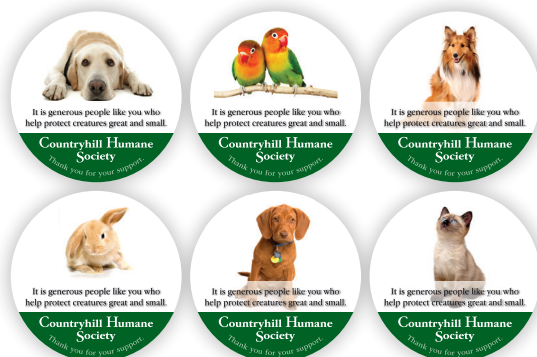 It is generous people like you who
help protect creatures great and small.
Countryhill Humane
Society
Thank you for your support.
It is generous people like you who
help protect creatures great and small.
Countryhill Humane
Society
Thank you for your support.
It is generous people like you who
help protect creatures great and small.
Countryhill Humane
Society
Thank you for your support.
It is generous people like you who
help protect creatures great and small.
Countryhill Humane
Society
Thank you for your support.
It is generous people like you who
help protect creatures great and small.
Countryhill Humane
Society
Thank you for your support.
It is generous people like you who
help protect creatures great and small.
Countryhill Humane
Society
Thank you for your support.